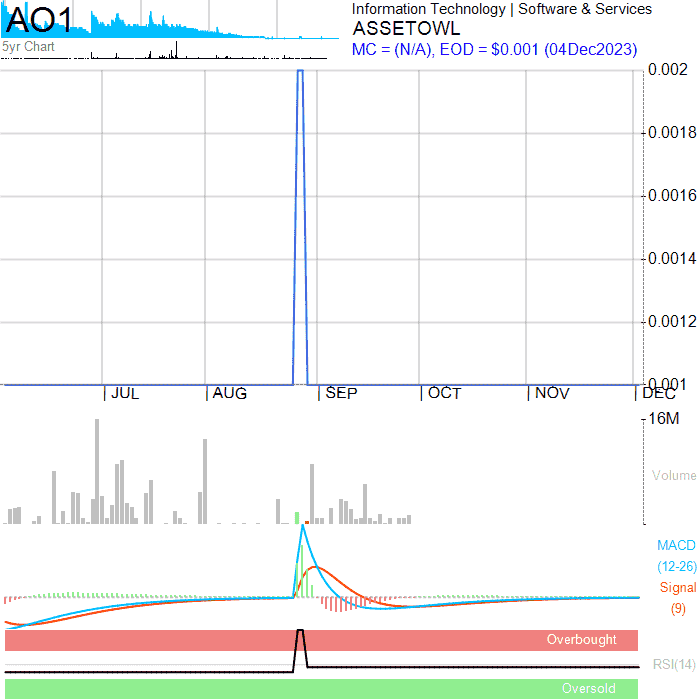 AO1
5yr Chart
Information Technology | Software & Services
ASSETOWL
MC = (N/A), EOD = $0.001 (04Dec2023)
0.002
0.0018
0.0016
0.0014
0.0012
0.001
JUL AUG SEP OCT NOV DEC
16M
Volume
MACD
(12-26)
Signal
(9)
Overbought
RSI(14)
Oversold